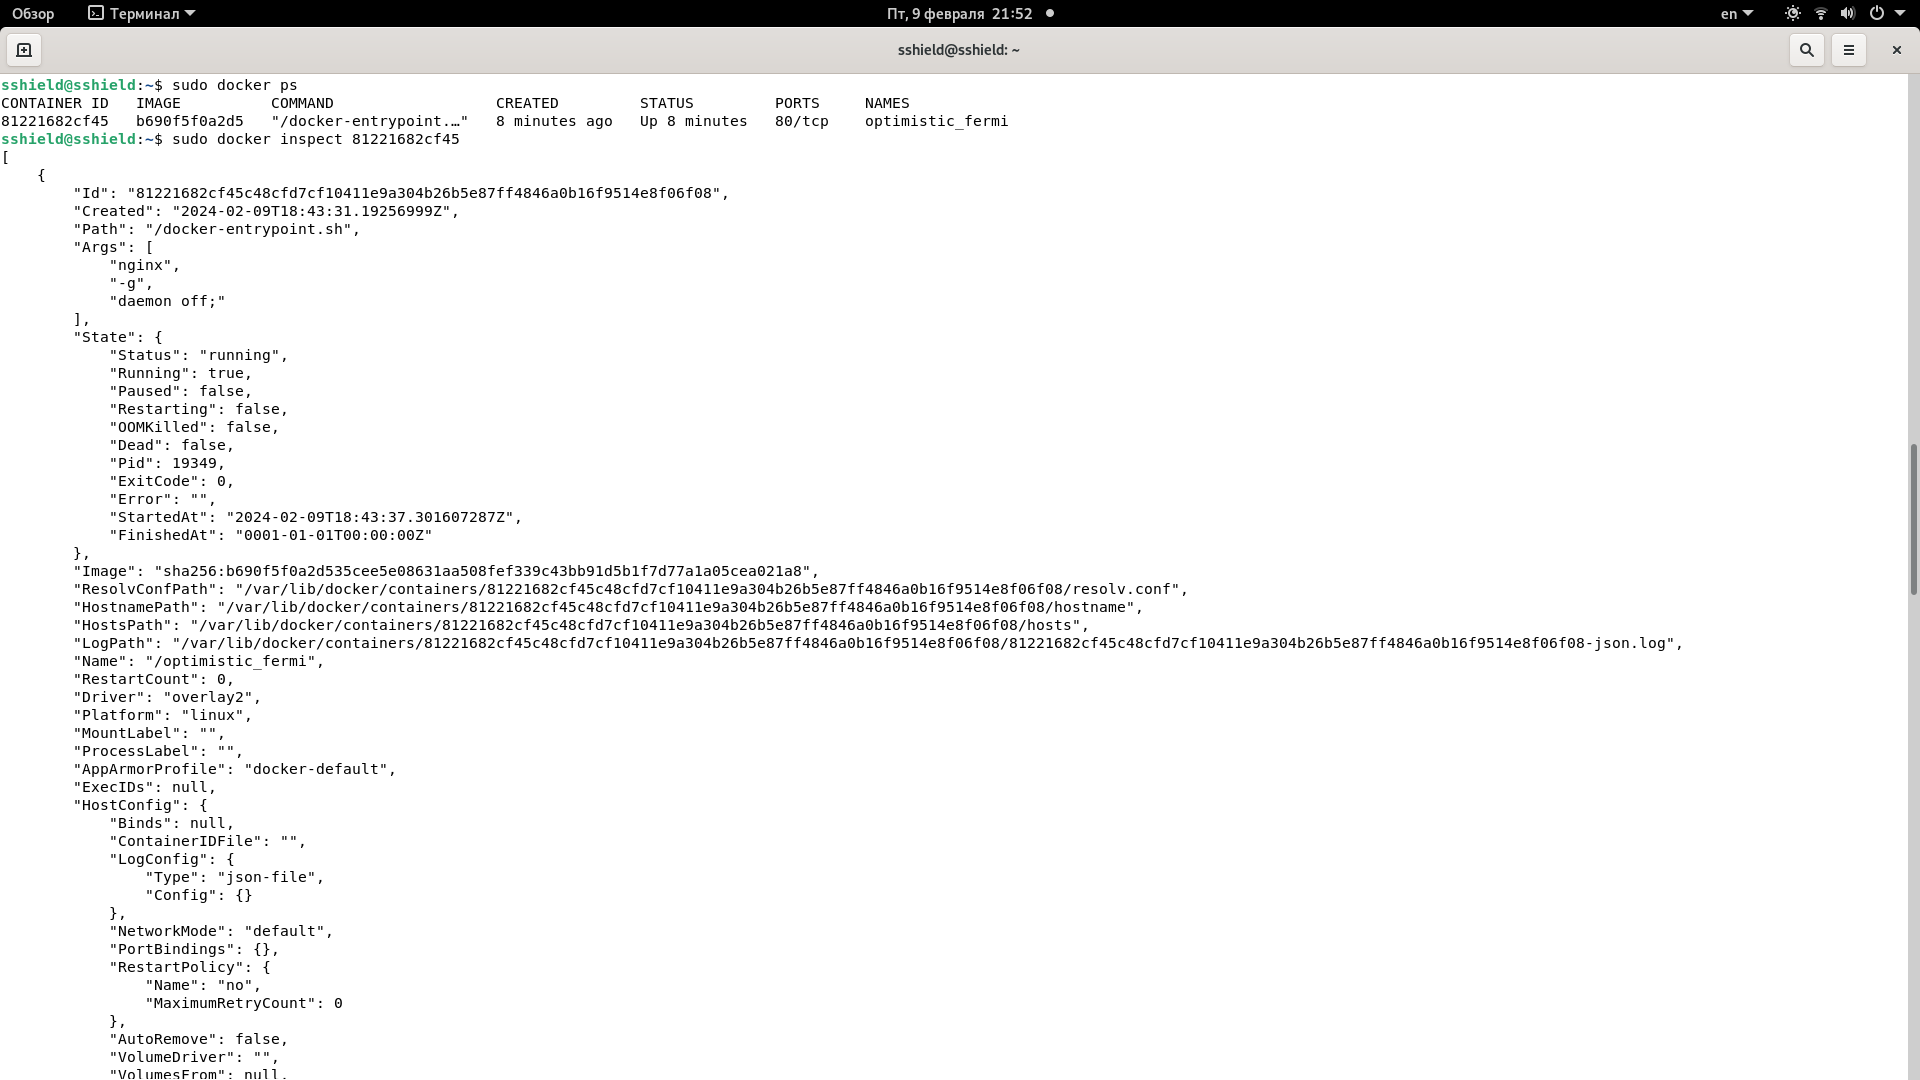 Обзор Терминал Пт, 9 февраля 21:52 en
sshield@sshield: ~
sshield@sshield:~$ sudo docker ps
CONTAINER ID   IMAGE          COMMAND                  CREATED         STATUS         PORTS     NAMES
81221682cf45   b690f5f0a2d5   "/docker-entrypoint.…"   8 minutes ago   Up 8 minutes   80/tcp    optimistic_fermi
sshield@sshield:~$ sudo docker inspect 81221682cf45
[
    {
        "Id": "81221682cf45c48cfd7cf10411e9a304b26b5e87ff4846a0b16f9514e8f06f08",
        "Created": "2024-02-09T18:43:31.19256999Z",
        "Path": "/docker-entrypoint.sh",
        "Args": [
            "nginx",
            "-g",
            "daemon off;"
        ],
        "State": {
            "Status": "running",
            "Running": true,
            "Paused": false,
            "Restarting": false,
            "OOMKilled": false,
            "Dead": false,
            "Pid": 19349,
            "ExitCode": 0,
            "Error": "",
            "StartedAt": "2024-02-09T18:43:37.301607287Z",
            "FinishedAt": "0001-01-01T00:00:00Z"
        },
        "Image": "sha256:b690f5f0a2d535cee5e08631aa508fef339c43bb91d5b1f7d77a1a05cea021a8",
        "ResolvConfPath": "/var/lib/docker/containers/81221682cf45c48cfd7cf10411e9a304b26b5e87ff4846a0b16f9514e8f06f08/resolv.conf",
        "HostnamePath": "/var/lib/docker/containers/81221682cf45c48cfd7cf10411e9a304b26b5e87ff4846a0b16f9514e8f06f08/hostname",
        "HostsPath": "/var/lib/docker/containers/81221682cf45c48cfd7cf10411e9a304b26b5e87ff4846a0b16f9514e8f06f08/hosts",
        "LogPath": "/var/lib/docker/containers/81221682cf45c48cfd7cf10411e9a304b26b5e87ff4846a0b16f9514e8f06f08/81221682cf45c48cfd7cf10411e9a304b26b5e87ff4846a0b16f9514e8f06f08-json.log",
        "Name": "/optimistic_fermi",
        "RestartCount": 0,
        "Driver": "overlay2",
        "Platform": "linux",
        "MountLabel": "",
        "ProcessLabel": "",
        "AppArmorProfile": "docker-default",
        "ExecIDs": null,
        "HostConfig": {
            "Binds": null,
            "ContainerIDFile": "",
            "LogConfig": {
                "Type": "json-file",
                "Config": {}
            },
            "NetworkMode": "default",
            "PortBindings": {},
            "RestartPolicy": {
                "Name": "no",
                "MaximumRetryCount": 0
            },
            "AutoRemove": false,
            "VolumeDriver": "",
            "VolumesFrom": null,